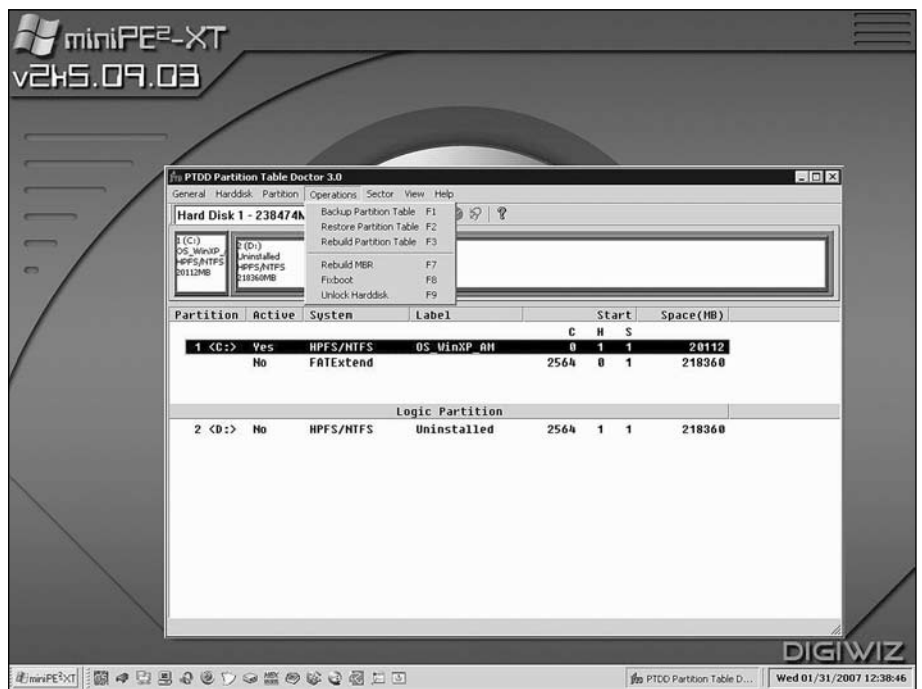 miniPE²-XT
v2k5.09.03
PTDD Partition Table Doctor 3.0
General Harddisk Partition Operations Sector View Help
Hard Disk 1 - 238474M
Backup Partition Table F1
Restore Partition Table F2
Rebuild Partition Table F3
Rebuild MBR F7
Fixboot F8
Unlock Harddisk F9
1 (C:)
OS_WinXP_
HPFS/NTFS
20112MB
2 (D:)
Uninstalled
HPFS/NTFS
218360MB
Partition Active System Label Start Space(MB)
C H S
1 <C:> Yes HPFS/NTFS OS_WinXP_AM 0 1 1 20112
No FATExtend 2564 0 1 218360
Logic Partition
2 <D:> No HPFS/NTFS Uninstalled 2564 1 1 218360
DIGIWIZ
miniPE²XT
PTDD Partition Table D...
Wed 01/31/2007 12:38:46